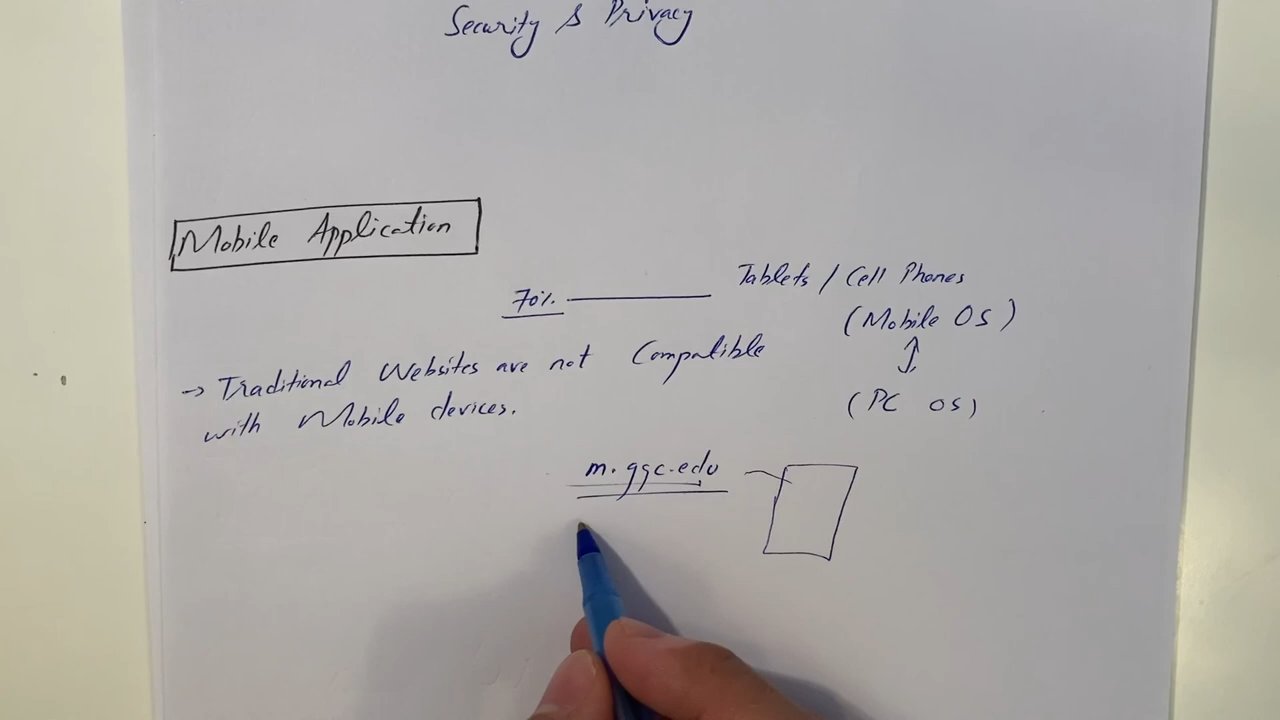 Security & Privacy
Mobile Application
70% Tablets / Cell Phones
(Mobile OS)
(PC OS)
→ Traditional Websites are not Compatible
with Mobile devices.
m.ggc.edu